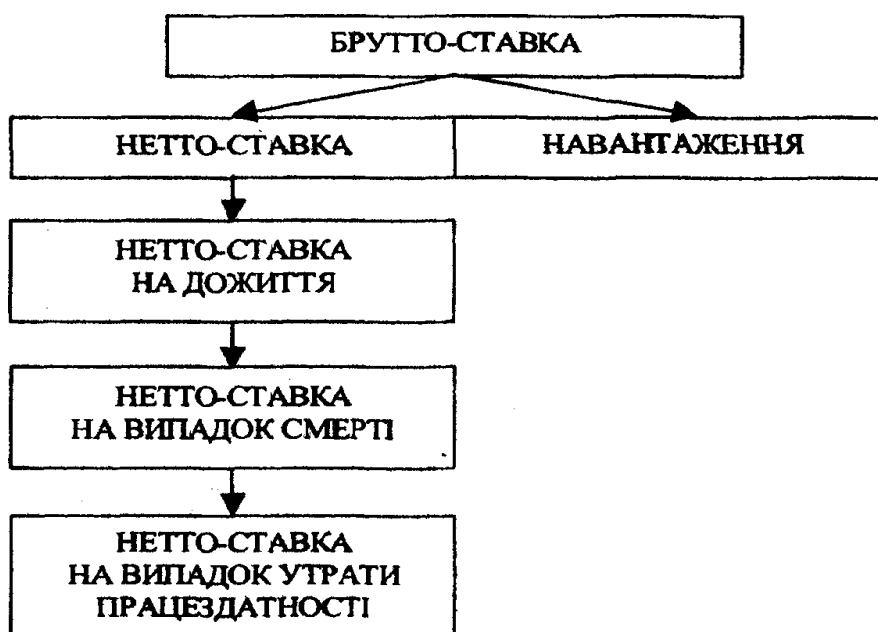 БРУТТО-СТАВКА
НЕТТО-СТАВКА
НАВАНТАЖЕННЯ
НЕТТО-СТАВКА
НА ДОЖИТТЯ
НЕТТО-СТАВКА
НА ВИПАДОК СМЕРТІ
НЕТТО-СТАВКА
НА ВИПАДОК УТРАТИ
ПРАЦЕЗДАТНОСТІ